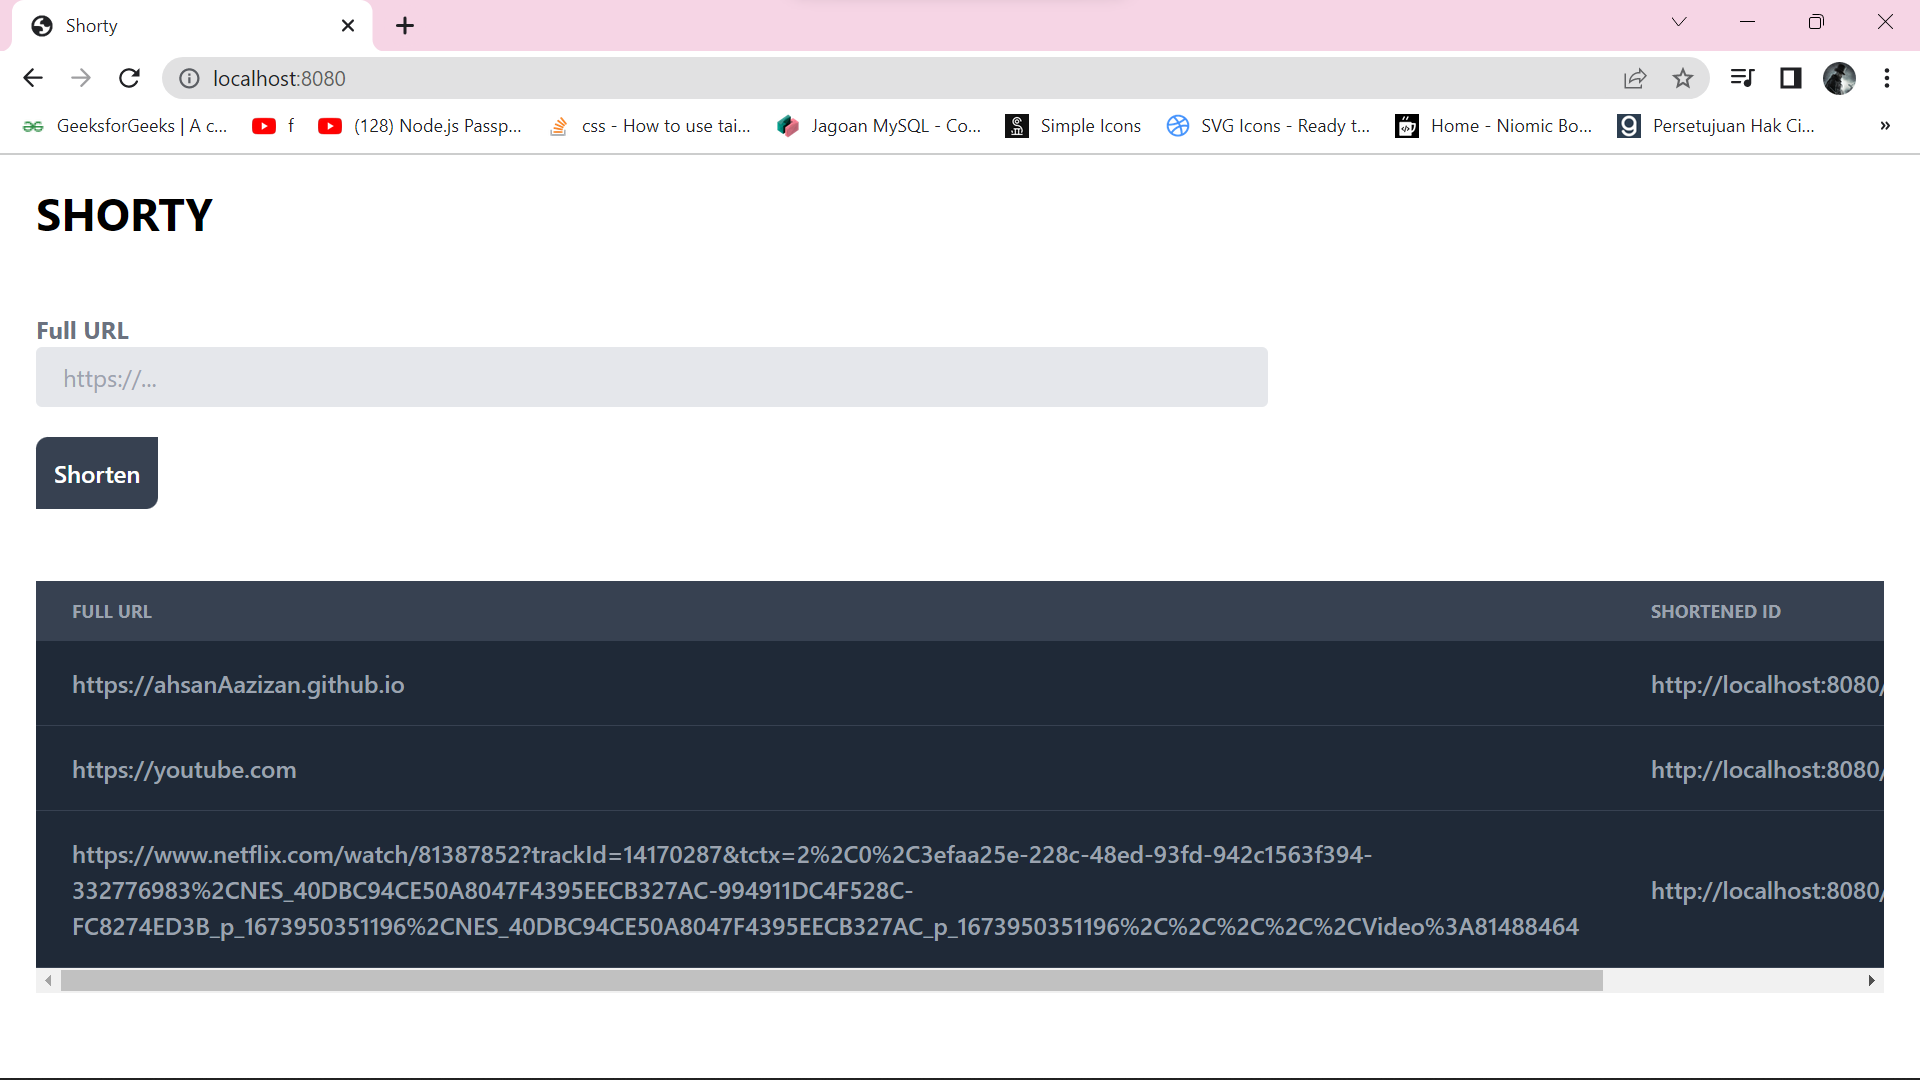 Shorty
localhost:8080
GeeksforGeeks | A c...
f
(128) Node.js Passp...
css - How to use tai...
Jagoan MySQL - Co...
Simple Icons
SVG Icons - Ready t...
Home - Niomic Bo...
Persetujuan Hak Ci...
»
SHORTY
Full URL
https://...
Shorten
FULL URL
SHORTENED ID
https://ahsanAazizan.github.io
http://localhost:8080/
https://youtube.com
http://localhost:8080/
https://www.netflix.com/watch/81387852?trackId=14170287&tctx=2%2C0%2C3efaa25e-228c-48ed-93fd-942c1563f394-
332776983%2CNES_40DBC94CE50A8047F4395EECB327AC-994911DC4F528C-
FC8274ED3B_p_1673950351196%2CNES_40DBC94CE50A8047F4395EECB327AC_p_1673950351196%2C%2C%2C%2C%2CVideo%3A81488464
http://localhost:8080/